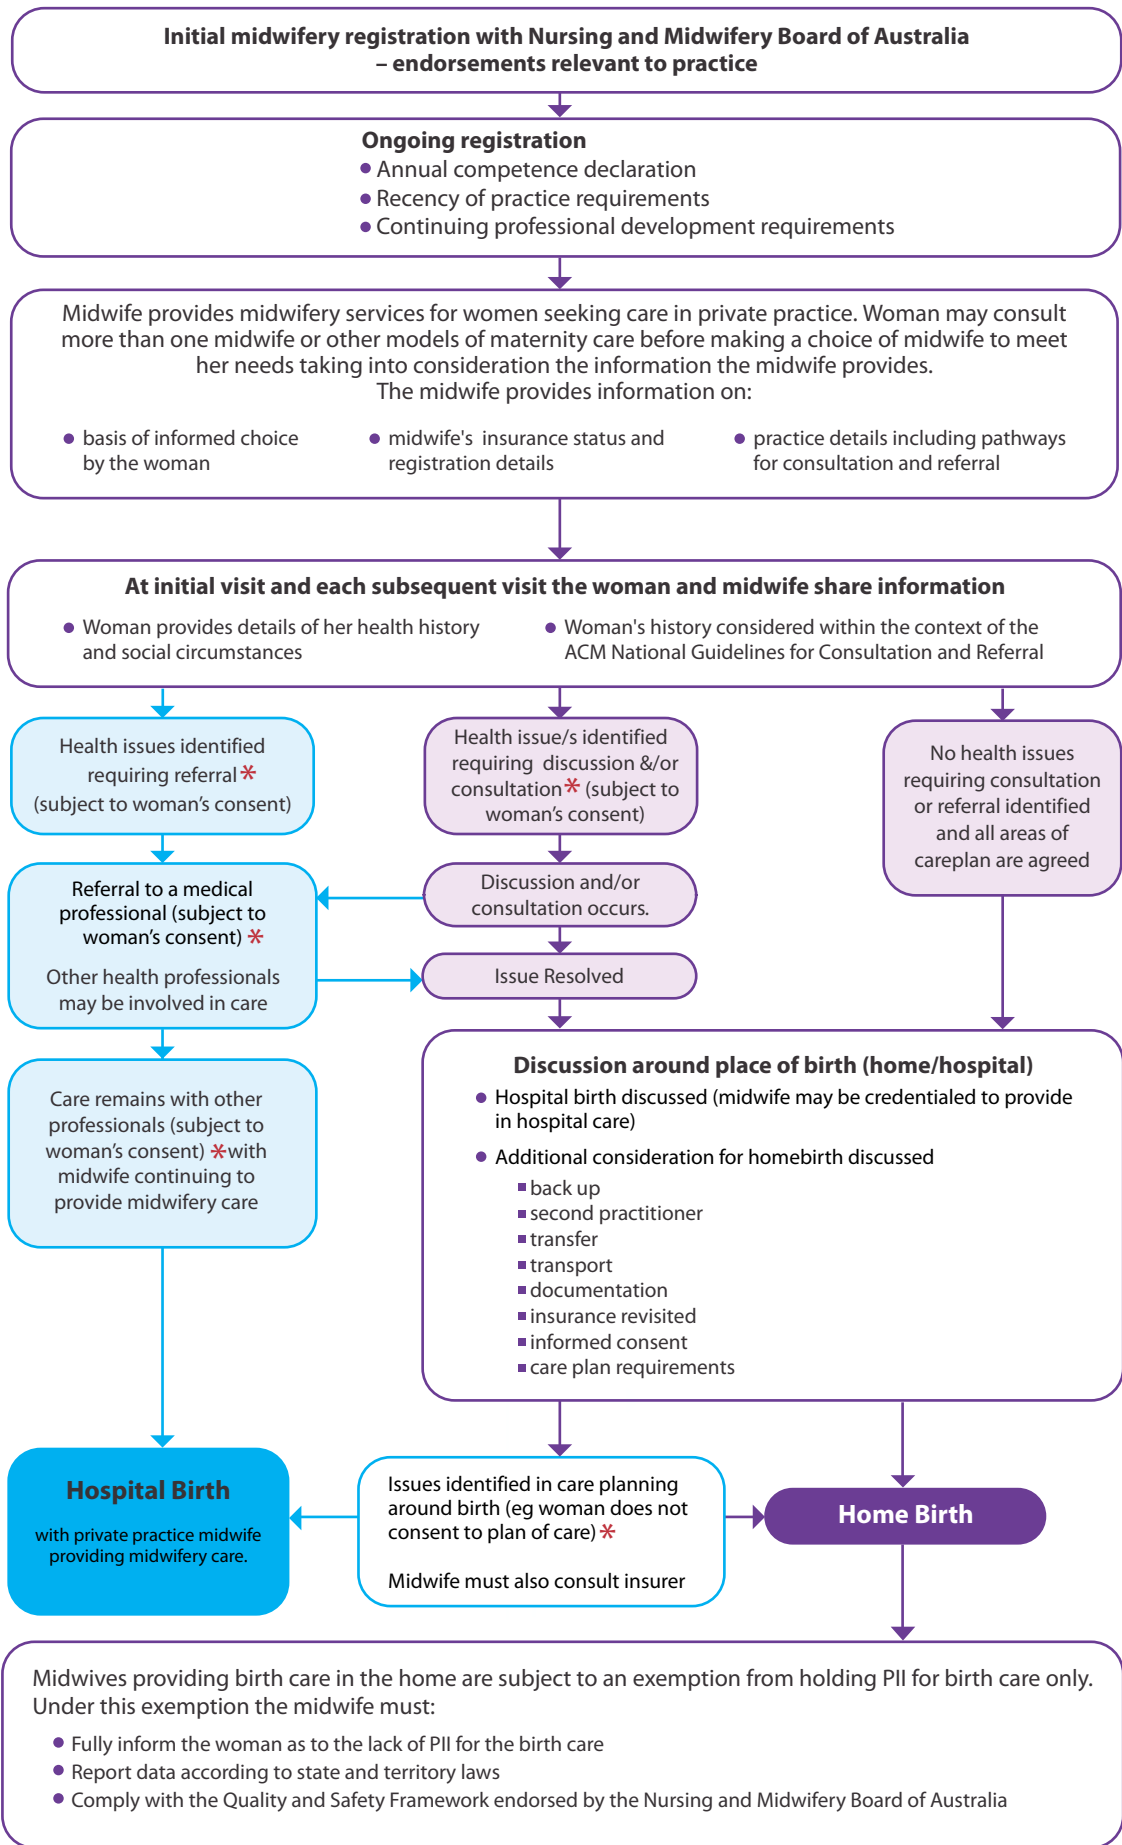 Initial midwifery registration with Nursing and Midwifery Board of Australia
– endorsements relevant to practice
Ongoing registration
• Annual competence declaration
• Recency of practice requirements
• Continuing professional development requirements
Midwife provides midwifery services for women seeking care in private practice. Woman may consult
more than one midwife or other models of maternity care before making a choice of midwife to meet
her needs taking into consideration the information the midwife provides.
The midwife provides information on:
• basis of informed choice
by the woman
• midwife's insurance status and
registration details
• practice details including pathways
for consultation and referral
At initial visit and each subsequent visit the woman and midwife share information
• Woman provides details of her health history
and social circumstances
• Woman's history considered within the context of the
ACM National Guidelines for Consultation and Referral
Health issues identified
requiring referral *
(subject to woman’s consent)
Health issue/s identified
requiring discussion &/or
consultation * (subject to
woman’s consent)
No health issues
requiring consultation
or referral identified
and all areas of
careplan are agreed
Referral to a medical
professional (subject to
woman’s consent) *
Other health professionals
may be involved in care
Discussion and/or
consultation occurs.
Issue Resolved
Care remains with other
professionals (subject to
woman’s consent) * with
midwife continuing to
provide midwifery care
Discussion around place of birth (home/hospital)
• Hospital birth discussed (midwife may be credentialed to provide
in hospital care)
• Additional consideration for homebirth discussed
▪ back up
▪ second practitioner
▪ transfer
▪ transport
▪ documentation
▪ insurance revisited
▪ informed consent
▪ care plan requirements
Hospital Birth
with private practice midwife
providing midwifery care.
Issues identified in care planning
around birth (eg woman does not
consent to plan of care) *
Midwife must also consult insurer
Home Birth
Midwives providing birth care in the home are subject to an exemption from holding PII for birth care only.
Under this exemption the midwife must:
• Fully inform the woman as to the lack of PII for the birth care
• Report data according to state and territory laws
• Comply with the Quality and Safety Framework endorsed by the Nursing and Midwifery Board of Australia